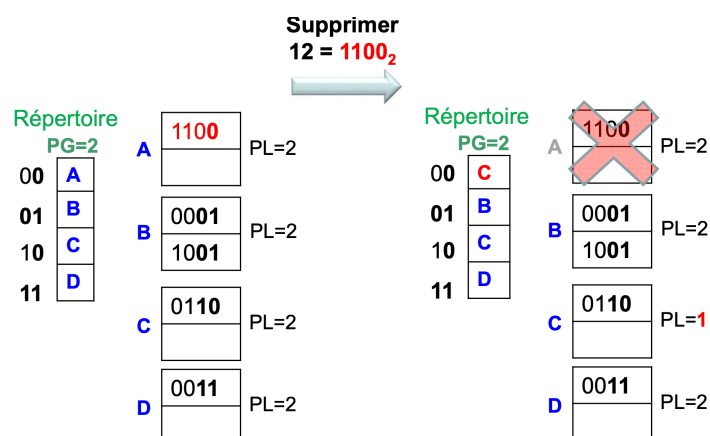 Supprimer
12 = 1100₂
Répertoire
PG=2
00 A
01 B
10 C
11 D
A
1100
PL=2
B
0001
1001
PL=2
C
0110
PL=2
D
0011
PL=2
Répertoire
PG=2
00 C
01 B
10 C
11 D
A
1100
PL=2
B
0001
1001
PL=2
C
0110
PL=1
D
0011
PL=2